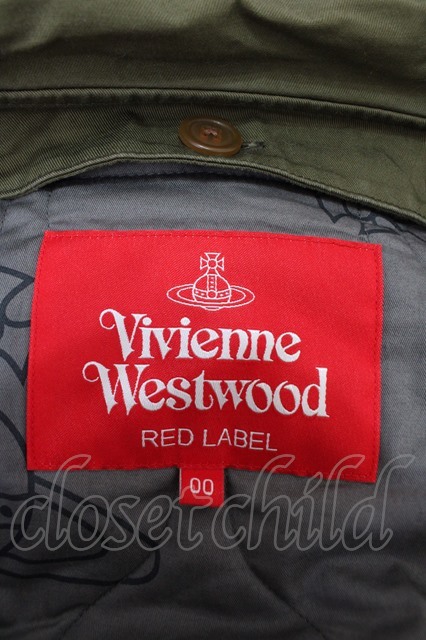 Vivienne
Westwood
RED LABEL
00
closet child